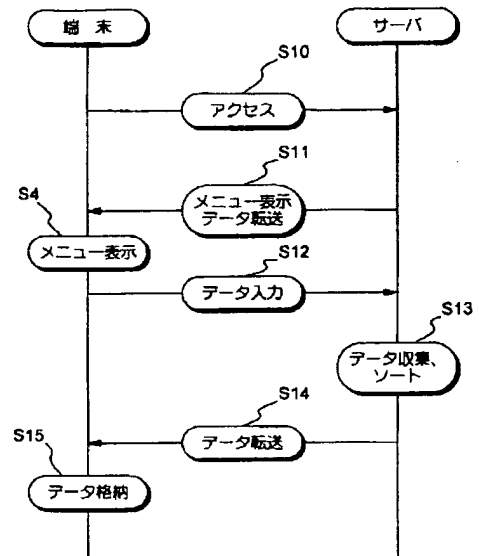 端 末
サーバ
S10
アクセス
S11
メニュー表示
データ転送
S4
メニュー表示
S12
データ入力
S13
データ収集、
ソート
S14
データ転送
S15
データ格納